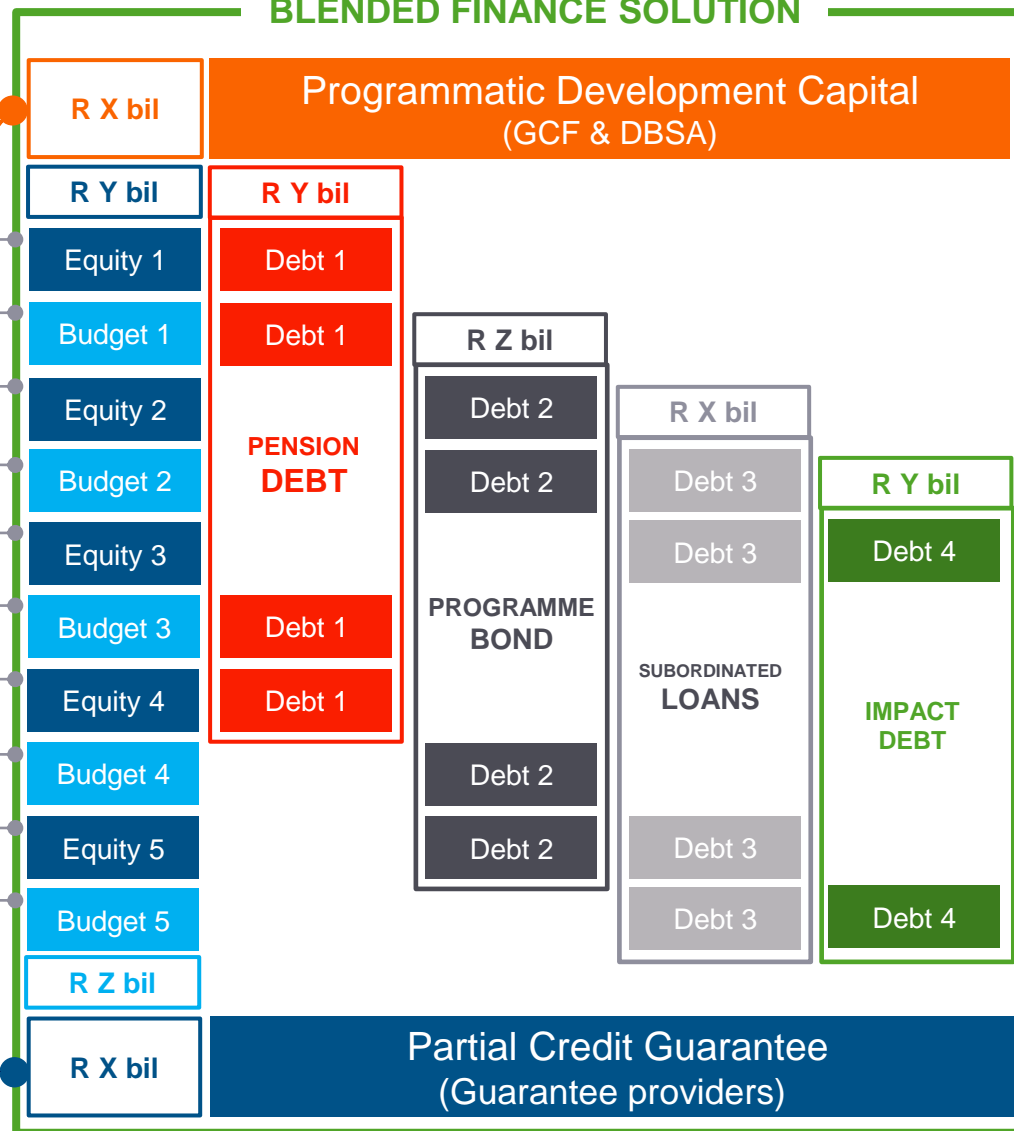 BLENDED FINANCE SOLUTION
R X bil
Programmatic Development Capital
(GCF & DBSA)
R Y bil
R Y bil
Equity 1
Debt 1
Budget 1
Debt 1
R Z bil
Equity 2
Debt 2
R X bil
PENSION
DEBT
Budget 2
Debt 2
Debt 3
R Y bil
Equity 3
Debt 3
Debt 4
Budget 3
Debt 1
PROGRAMME
BOND
Equity 4
Debt 1
SUBORDINATED
LOANS
IMPACT
DEBT
Budget 4
Debt 2
Equity 5
Debt 2
Debt 3
Budget 5
Debt 3
Debt 4
R Z bil
R X bil
Partial Credit Guarantee
(Guarantee providers)